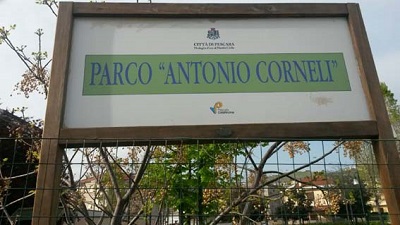 CITTÀ DI PESCARA
PARCO "ANTONIO CORNELI"